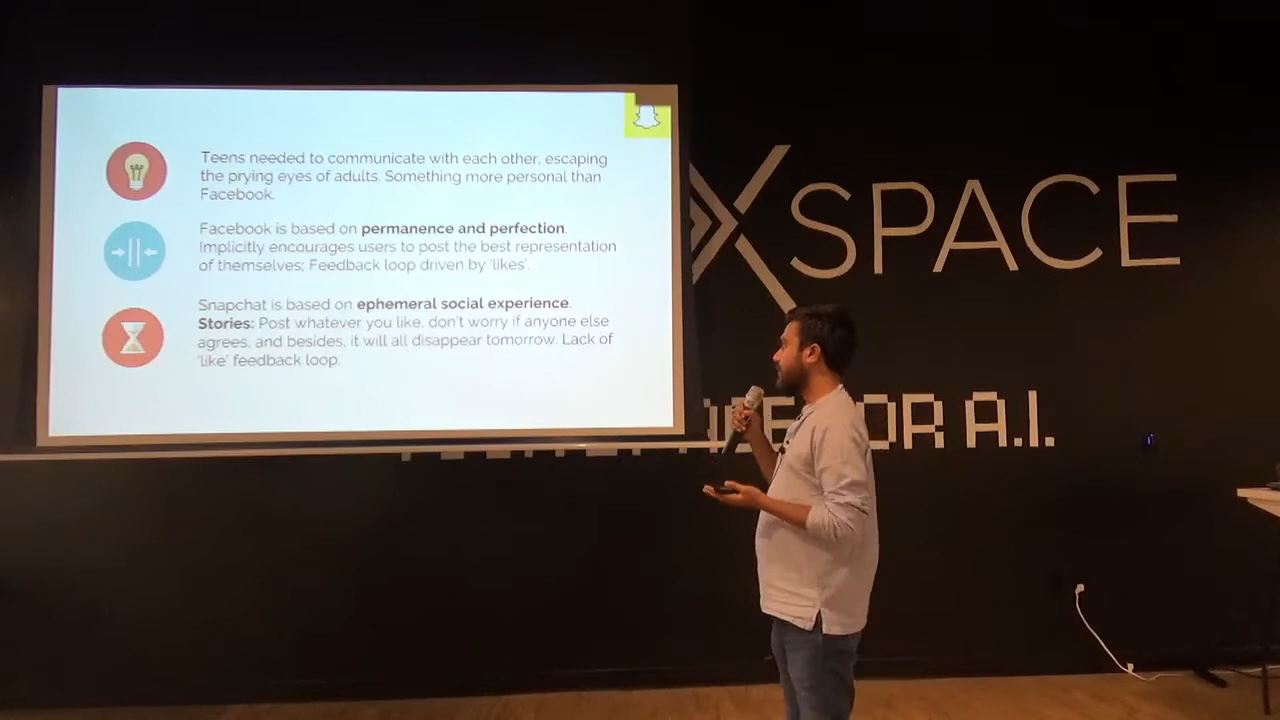 Teens needed to communicate with each other, escaping
the prying eyes of adults. Something more personal than
Facebook.
Facebook is based on permanence and perfection.
Implicitly encourages users to post the best representation
of themselves; Feedback loop driven by 'likes'.
Snapchat is based on ephemeral social experience.
Stories: Post whatever you like, don't worry if anyone else
agrees, and besides, it will all disappear tomorrow. Lack of
'like' feedback loop.
XSPACE
A.I.